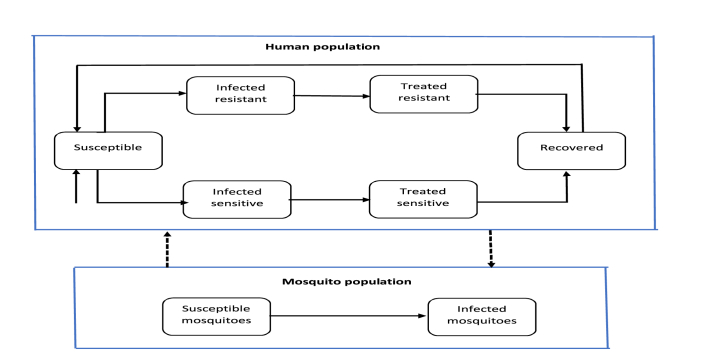 Human population
Infected
resistant
Treated
resistant
Susceptible
Recovered
Infected
sensitive
Treated
sensitive
Mosquito population
Susceptible
mosquitoes
Infected
mosquitoes